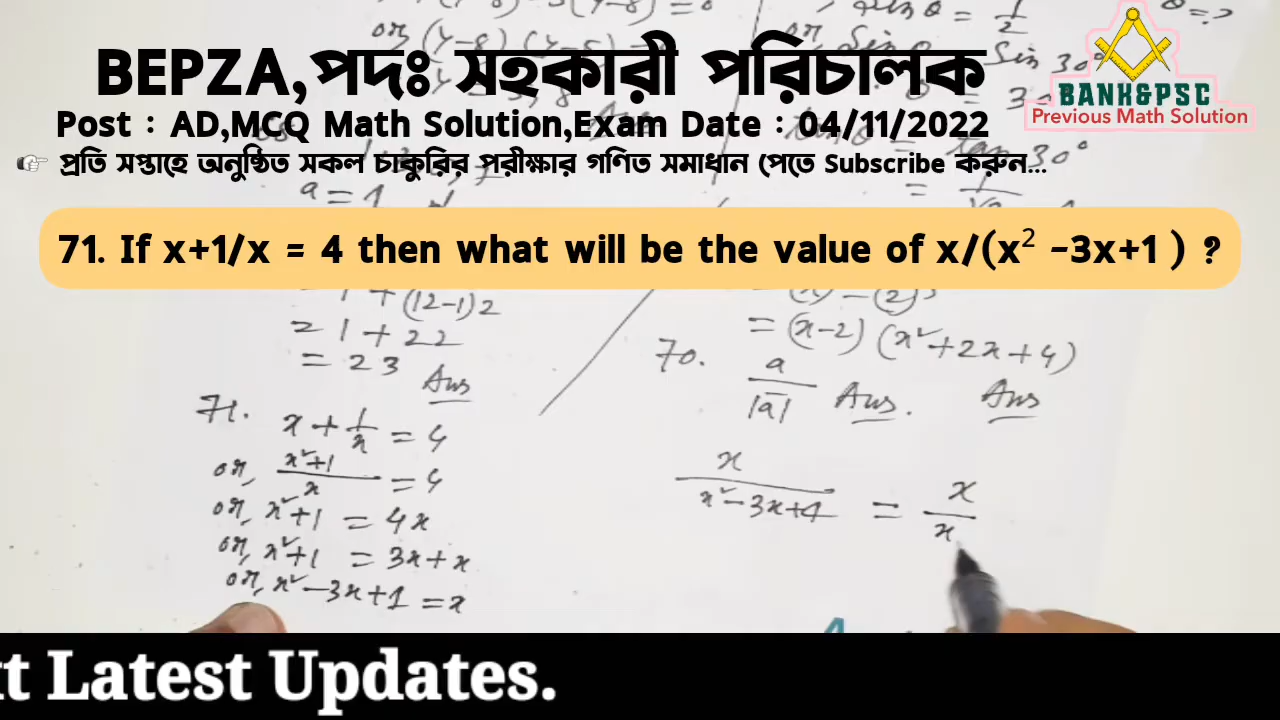 BEPZA,পদঃ সহকারী পরিচালক
Post : AD,MCQ Math Solution,Exam Date : 04/11/2022
☞ প্রতি সপ্তাহে অনুষ্ঠিত সকল চাকুরির পরীক্ষার গণিত সমাধান পেতে Subscribe করুন...
BANK&PSC
Previous Math Solution
71. If x+1/x = 4 then what will be the value of x/(x² -3x+1 ) ?
= 1 + 22
= 23 Ans
= (x-2) (x²+2x+4)
Ans
70. a/|a̅| Ans.
71. x + 1/x = 4
or, (x²+1)/x = 4
or, x²+1 = 4x
or, x²+1 = 3x+x
or, x²-3x+1 = x
x/(x²-3x+1) = x/x
xt Latest Updates.